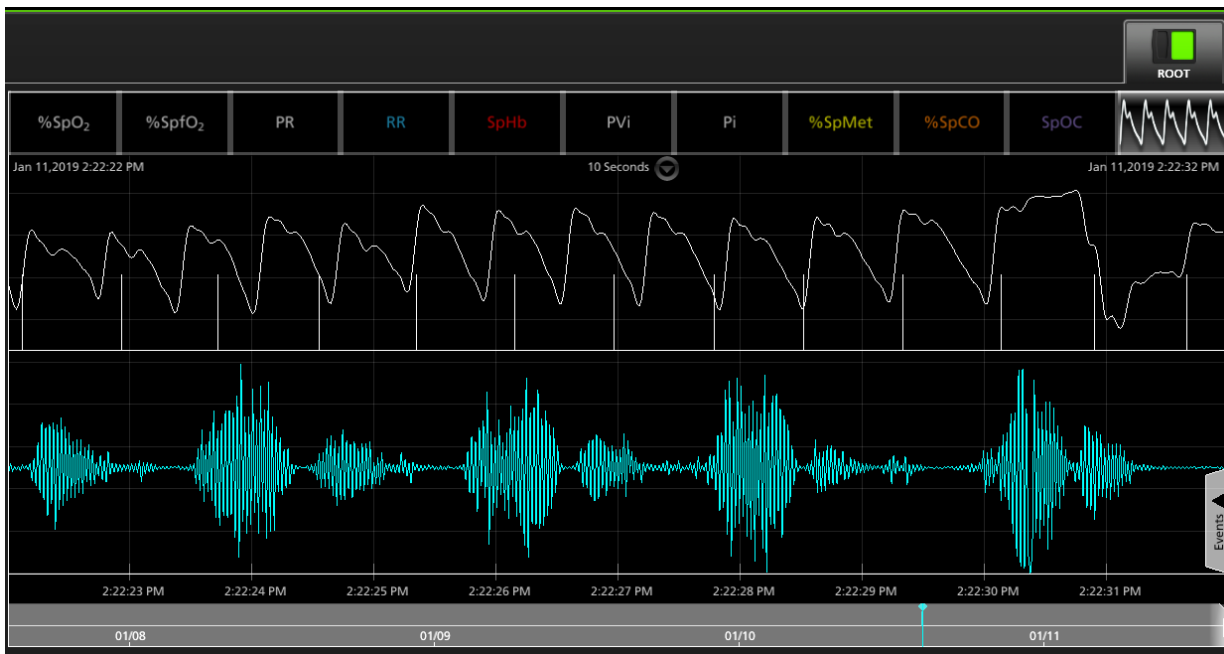 ROOT
%SpO₂ %SpfO₂ PR RR SpHb PVi Pi %SpMet %SpCO SpOC
Jan 11,2019 2:22:22 PM 10 Seconds Jan 11,2019 2:22:32 PM
Events
2:22:23 PM 2:22:24 PM 2:22:25 PM 2:22:26 PM 2:22:27 PM 2:22:28 PM 2:22:29 PM 2:22:30 PM 2:22:31 PM
01/08 01/09 01/10 01/11